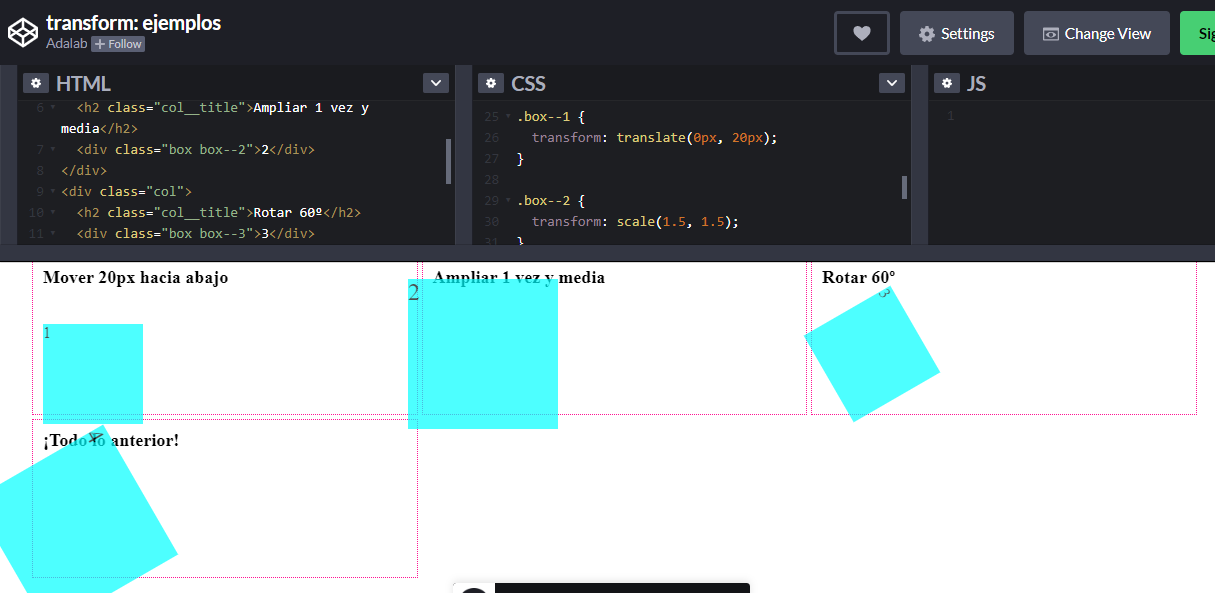 transform: ejemplos
Adalab + Follow
Settings
Change View
Sig
HTML
6 <h2 class="col__title">Ampliar 1 vez y
media</h2>
7 <div class="box box--2">2</div>
8 </div>
9 <div class="col">
10 <h2 class="col__title">Rotar 60º</h2>
11 <div class="box box--3">3</div>
CSS
25 .box--1 {
26 transform: translate(0px, 20px);
27 }
28
29 .box--2 {
30 transform: scale(1.5, 1.5);
31 }
JS
1
Mover 20px hacia abajo
1
Ampliar 1 vez y media
2
Rotar 60º
3
¡Todo lo anterior!
4